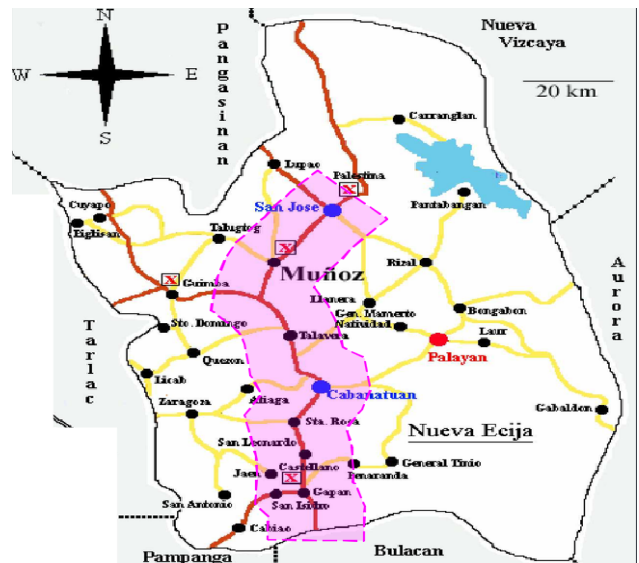 N
W E
S
Pangasinan
Nueva
Vizcaya
20 km
Carranglan
Lupao
Palestina
X
San Jose
Pantabangan
Cuyapo
Talugtog
X
Muñoz
Rizal
Aurora
X
Guimba
Llanera
Gen. Mamerto
Natividad
Bongabon
Sto. Domingo
Talavera
Laur
Tarlac
Quezon
Palayan
Licab
Aliaga
Cabanatuan
Zaragoza
Gabaldon
Sta. Rosa
San Leonardo
Nueva Ecija
Jaen
Castellano
General Tinio
X
Penaranda
San Antonio
Gapan
San Isidro
Cabiao
Pampanga
Bulacan